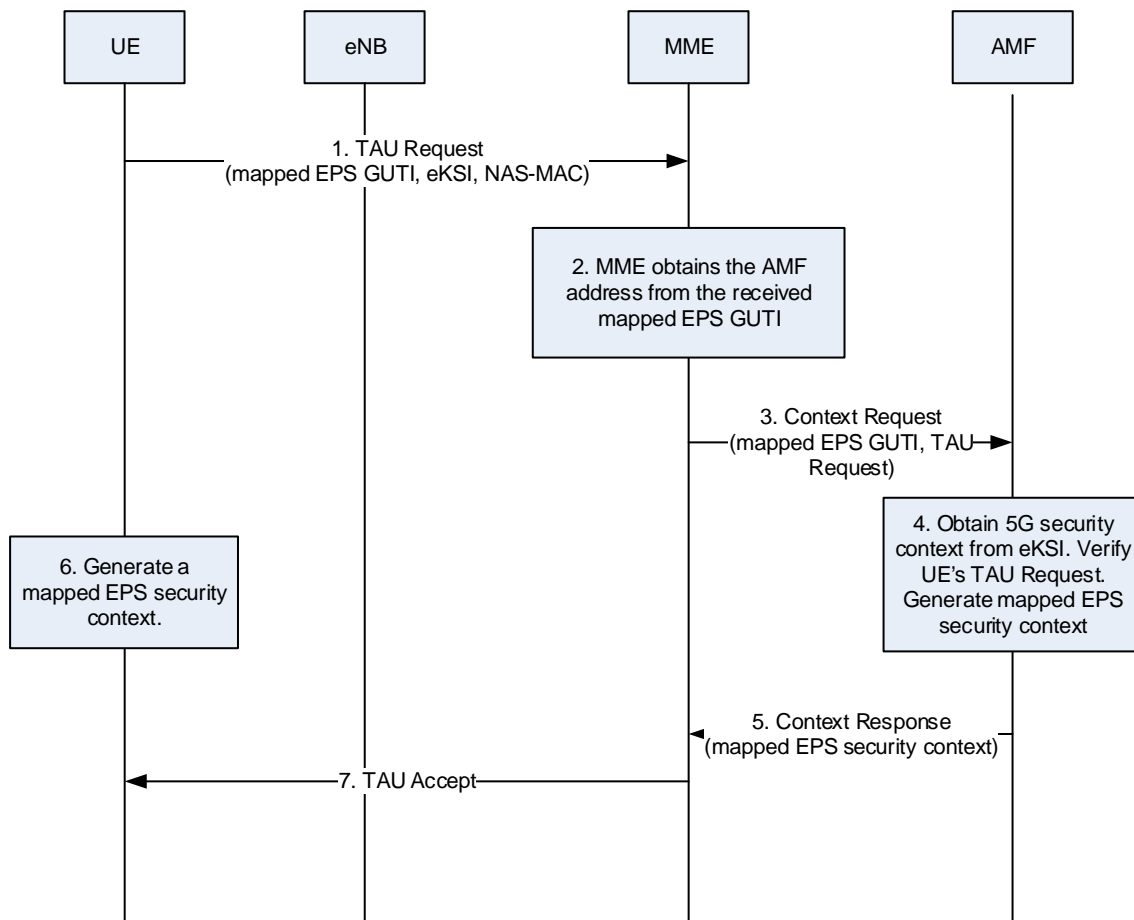 UE
eNB
MME
AMF
1. TAU Request
(mapped EPS GUTI, eKSI, NAS-MAC)
2. MME obtains the AMF
address from the received
mapped EPS GUTI
3. Context Request
(mapped EPS GUTI, TAU
Request)
4. Obtain 5G security
context from eKSI. Verify
UE's TAU Request.
Generate mapped EPS
security context
6. Generate a
mapped EPS security
context.
5. Context Response
(mapped EPS security context)
7. TAU Accept